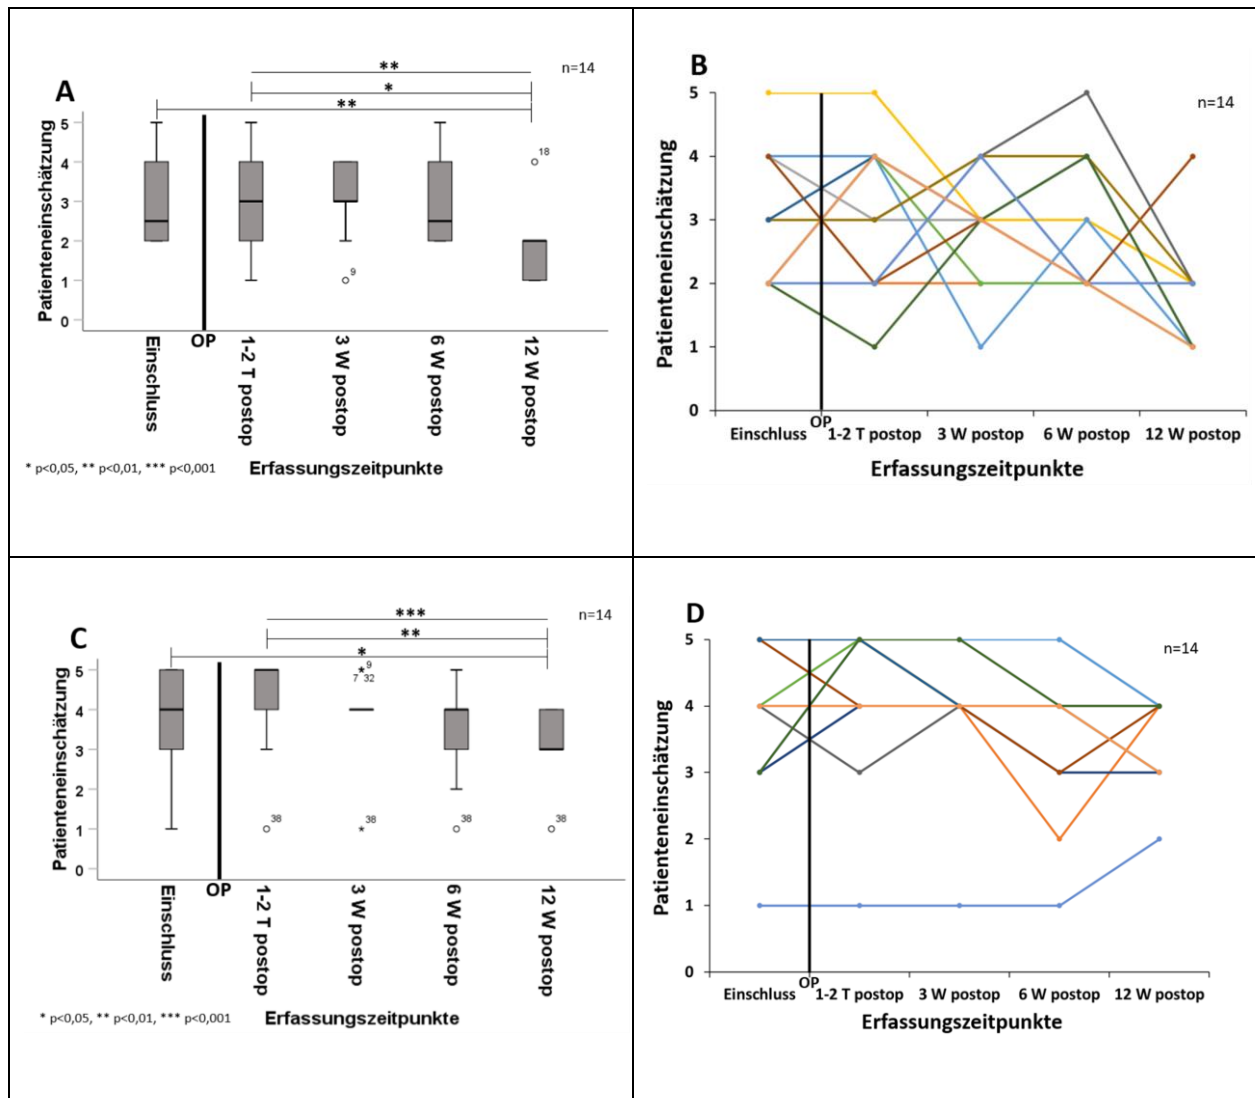 A
**
n=14
*
**
Patienteneinschätzung
5
4
3
2
1
0
18
9
Einschluss
OP
1-2 T postop
3 W postop
6 W postop
12 W postop
* p<0,05, ** p<0,01, *** p<0,001
Erfassungszeitpunkte
B
n=14
Patienteneinschätzung
5
4
3
2
1
0
OP
Einschluss
1-2 T postop
3 W postop
6 W postop
12 W postop
Erfassungszeitpunkte
C
***
n=14
**
*
Patienteneinschätzung
5
4
3
2
1
0
9
7 32
38
38
38
38
Einschluss
OP
1-2 T postop
3 W postop
6 W postop
12 W postop
* p<0,05, ** p<0,01, *** p<0,001
Erfassungszeitpunkte
D
n=14
Patienteneinschätzung
5
4
3
2
1
0
OP
Einschluss
1-2 T postop
3 W postop
6 W postop
12 W postop
Erfassungszeitpunkte